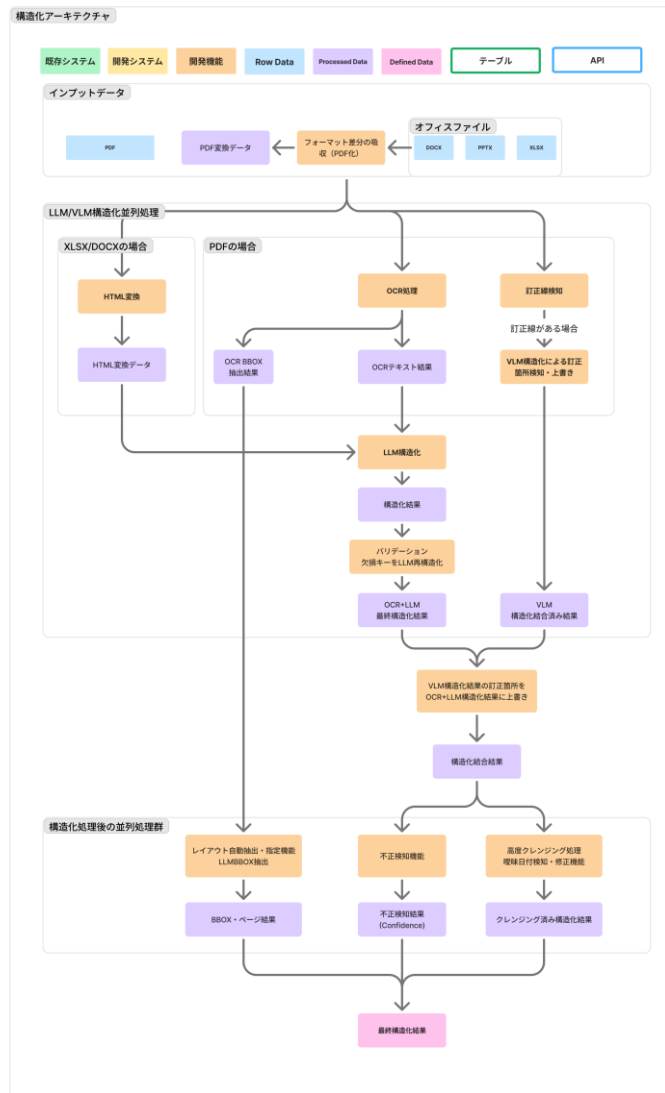 構造化アーキテクチャ
既存システム
開発システム
開発機能
Row Data
Processed Data
Defined Data
テーブル
API
インプットデータ
PDF
PDF変換データ
フォーマット差分の吸
収(PDF化)
オフィスファイル
DOCX
PPTX
XLSX
LLM/VLM構造化並列処理
XLSX/DOCXの場合
HTML変換
HTML変換データ
PDFの場合
OCR処理
訂正線検知
訂正線がある場合
OCR BBOX
抽出結果
OCRテキスト結果
VLM構造化による訂正
箇所検知・上書き
LLM構造化
構造化結果
バリデーション
欠損キーをLLM再構造化
OCR+LLM
最終構造化結果
VLM
構造化結合済み結果
VLM構造化結果の訂正箇所を
OCR+LLM構造化結果に上書き
構造化結合結果
構造化処理後の並列処理群
レイアウト自動抽出・指定機能
LLMBBOX抽出
不正検知機能
高度クレンジング処理
曖昧日付検知・修正機能
BBOX・ページ結果
不正検知結果
(Confidence)
クレンジング済み構造化結果
最終構造化結果